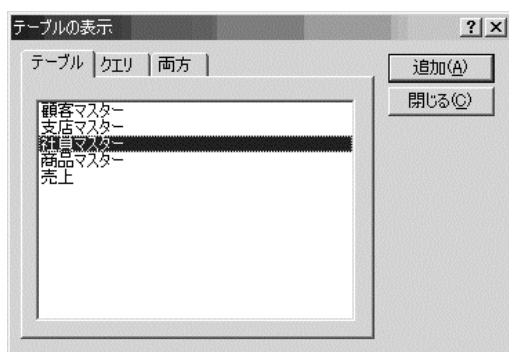 テーブルの表示
テーブル クエリ 両方
追加(A)
閉じる(C)
顧客マスター
支店マスター
社員マスター
商品マスター
売上